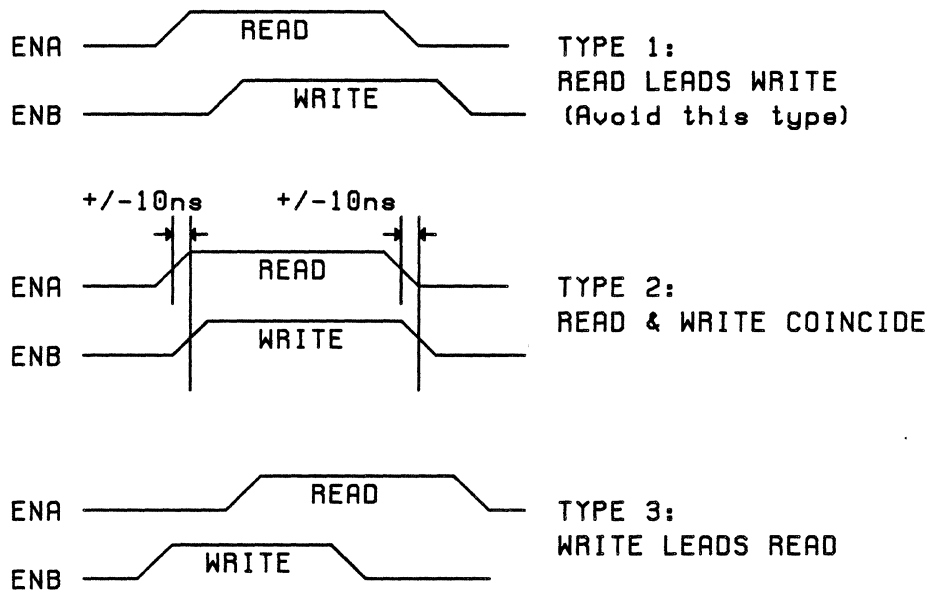 ENA READ TYPE 1:
READ LEADS WRITE
ENB WRITE (Avoid this type)
+/-10ns +/-10ns
ENA READ TYPE 2:
READ & WRITE COINCIDE
ENB WRITE
ENA READ TYPE 3:
WRITE LEADS READ
ENB WRITE